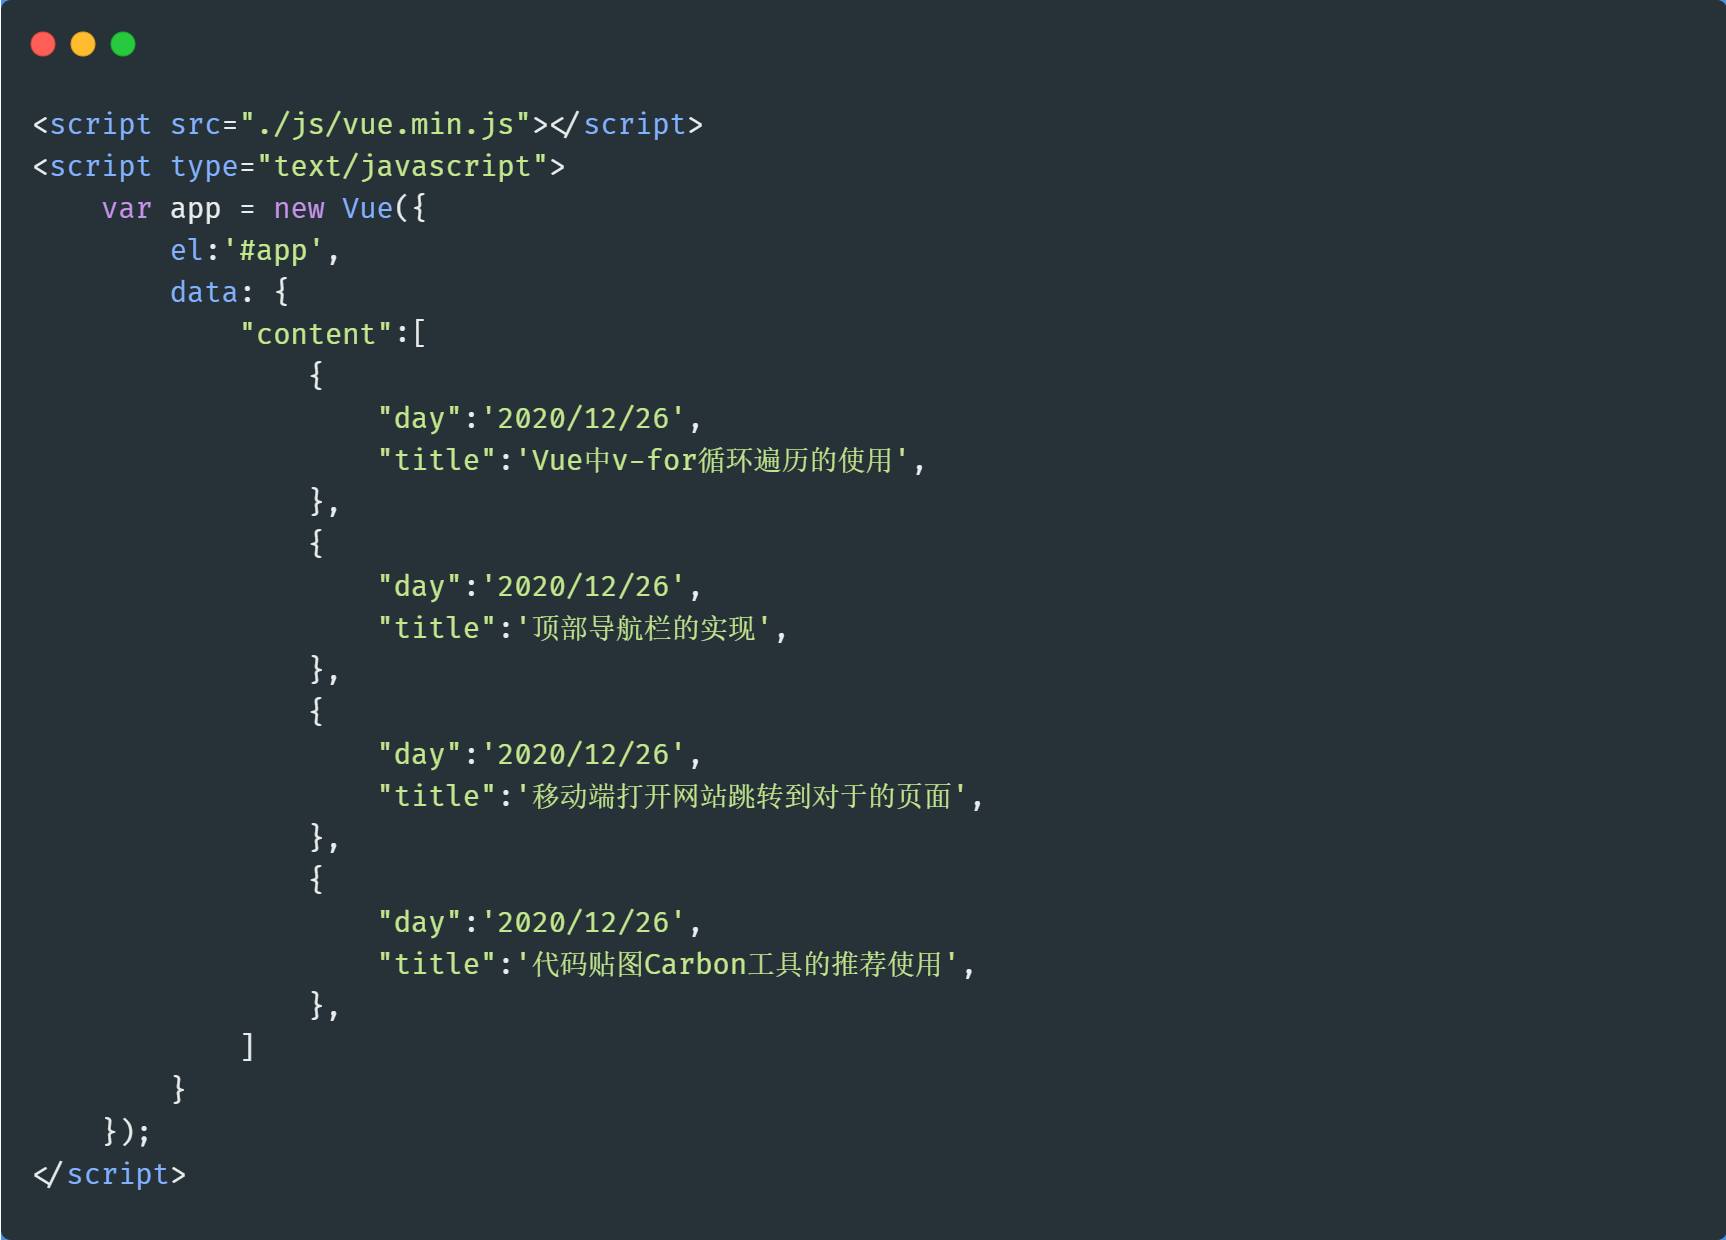 <script src="./js/vue.min.js"></script>
<script type="text/javascript">
    var app = new Vue({
        el:'#app',
        data: {
            "content":[
                {
                    "day":'2020/12/26',
                    "title":'Vue中v-for循环遍历的使用',
                },
                {
                    "day":'2020/12/26',
                    "title":'顶部导航栏的实现',
                },
                {
                    "day":'2020/12/26',
                    "title":'移动端打开网站跳转到对于的页面',
                },
                {
                    "day":'2020/12/26',
                    "title":'代码贴图Carbon工具的推荐使用',
                },
            ]
        }
    });
</script>